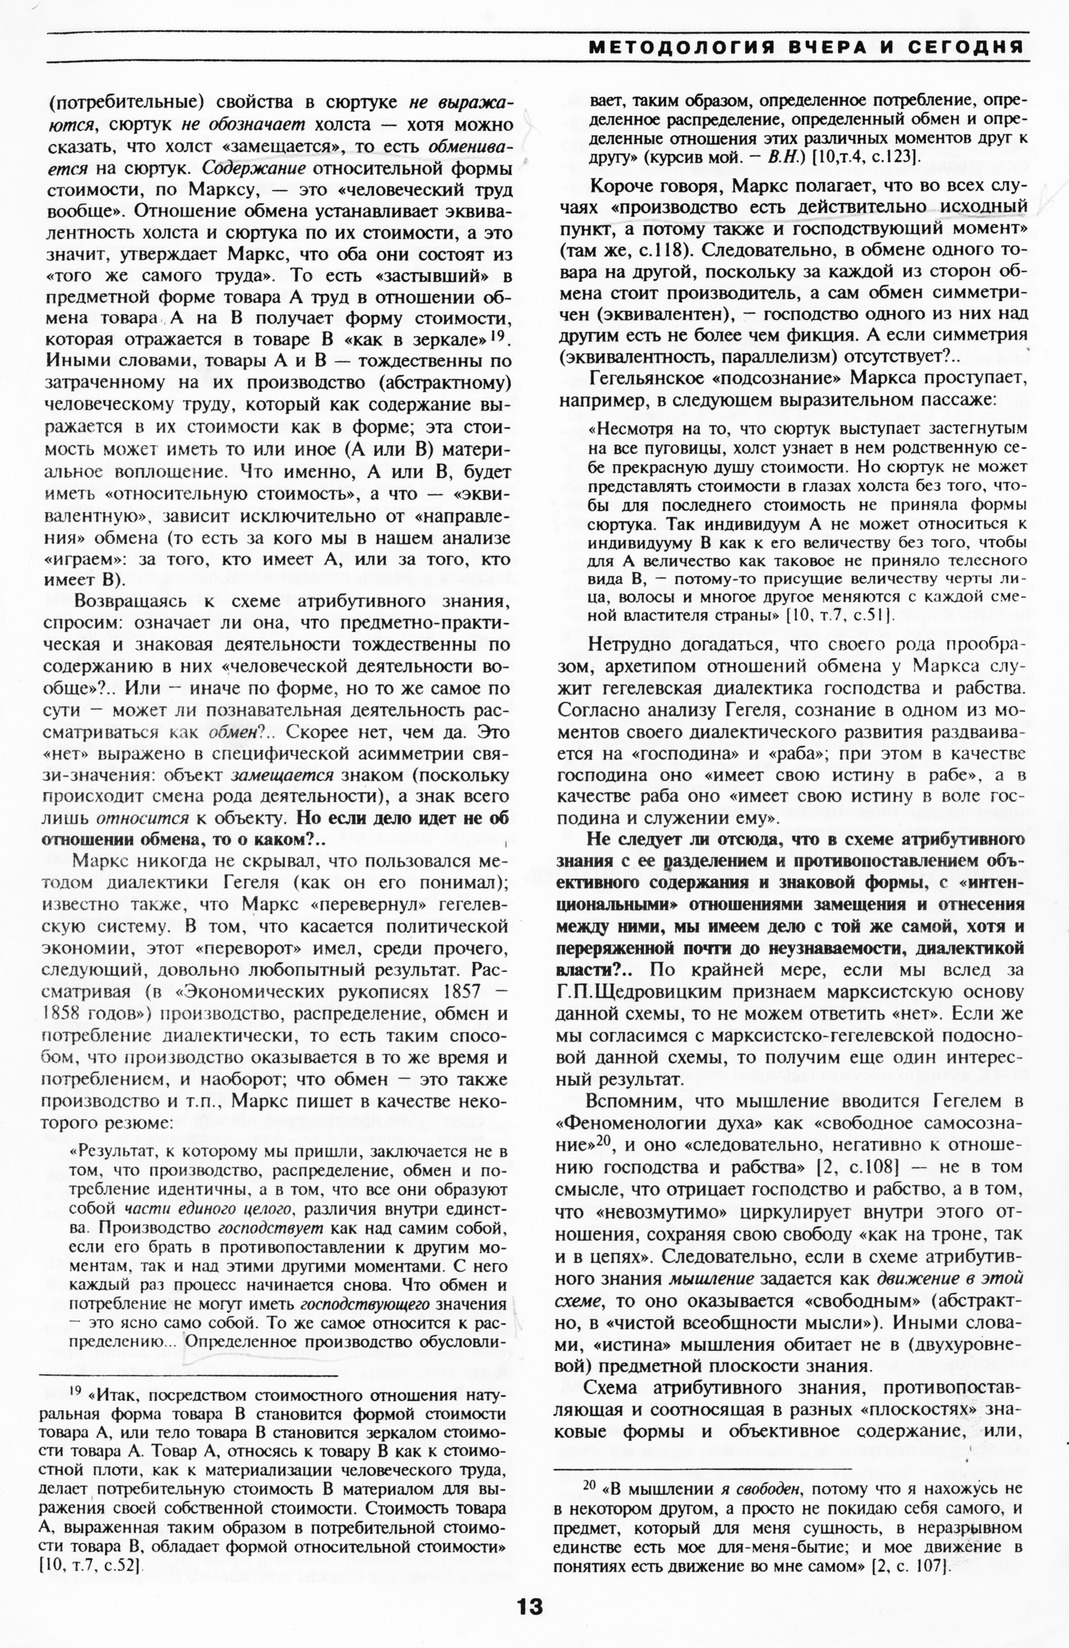 МЕТОДОЛОГИЯ ВЧЕРА И СЕГОДНЯ
(потребительные) свойства в сюртуке не выража-
ются, сюртук не обозначает холста — хотя можно
сказать, что холст «замещается», то есть обменива-
ется на сюртук. Содержание относительной формы
стоимости, по Марксу, — это «человеческий труд
вообще». Отношение обмена устанавливает эквива-
лентность холста и сюртука по их стоимости, а это
значит, утверждает Маркс, что оба они состоят из
«того же самого труда». То есть «застывший» в
предметной форме товара А труд в отношении об-
мена товара А на В получает форму стоимости,
которая отражается в товаре В «как в зеркале»19.
Иными словами, товары А и В — тождественны по
затраченному на их производство (абстрактному)
человеческому труду, который как содержание вы-
ражается в их стоимости как в форме; эта стои-
мость может иметь то или иное (А или В) матери-
альное воплощение. Что именно, А или В, будет
иметь «относительную стоимость», а что — «экви-
валентную», зависит исключительно от «направле-
ния» обмена (то есть за кого мы в нашем анализе
«играем»: за того, кто имеет А, или за того, кто
имеет В).
Возвращаясь к схеме атрибутивного знания,
спросим: означает ли она, что предметно-практи-
ческая и знаковая деятельности тождественны по
содержанию в них «человеческой деятельности во-
обще»?.. Или — иначе по форме, но то же самое по
сути — может ли познавательная деятельность рас-
сматриваться как обмен?.. Скорее нет, чем да. Это
«нет» выражено в специфической асимметрии свя-
зи-значения: объект замещается знаком (поскольку
происходит смена рода деятельности), а знак всего
лишь относится к объекту. Но если дело идет не об
отношении обмена, то о каком?..
Маркс никогда не скрывал, что пользовался ме-
тодом диалектики Гегеля (как он его понимал);
известно также, что Маркс «перевернул» гегелев-
скую систему. В том, что касается политической
экономии, этот «переворот» имел, среди прочего,
следующий, довольно любопытный результат. Рас-
сматривая (в «Экономических рукописях 1857 —
1858 годов») производство, распределение, обмен и
потребление диалектически, то есть таким спосо-
бом, что производство оказывается в то же время и
потреблением, и наоборот; что обмен — это также
производство и т.п., Маркс пишет в качестве неко-
торого резюме:
«Результат, к которому мы пришли, заключается не в
том, что производство, распределение, обмен и по-
требление идентичны, а в том, что все они образуют
собой части единого целого, различия внутри единст-
ва. Производство господствует как над самим собой,
если его брать в противопоставлении к другим мо-
ментам, так и над этими другими моментами. С него
каждый раз процесс начинается снова. Что обмен и
потребление не могут иметь господствующего значения
— это ясно само собой. То же самое относится к рас-
пределению... Определенное производство обусловли-
19 «Итак, посредством стоимостного отношения нату-
ральная форма товара В становится формой стоимости
товара А, или тело товара В становится зеркалом стоимо-
сти товара А. Товар А, относясь к товару В как к стоимо-
стной плоти, как к материализации человеческого труда,
делает потребительную стоимость В материалом для вы-
ражения своей собственной стоимости. Стоимость товара
А, выраженная таким образом в потребительной стоимо-
сти товара В, обладает формой относительной стоимости»
[10, т.7, с.52].
вает, таким образом, определенное потребление, опре-
деленное распределение, определенный обмен и опре-
деленные отношения этих различных моментов друг к
другу» (курсив мой. — В.Н.) [10,т.4, с.123].
Короче говоря, Маркс полагает, что во всех слу-
чаях «производство есть действительно исходный
пункт, а потому также и господствующий момент»
(там же, с.118). Следовательно, в обмене одного то-
вара на другой, поскольку за каждой из сторон об-
мена стоит производитель, а сам обмен симметри-
чен (эквивалентен), — господство одного из них над
другим есть не более чем фикция. А если симметрия
(эквивалентность, параллелизм) отсутствует?..
Гегельянское «подсознание» Маркса проступает,
например, в следующем выразительном пассаже:
«Несмотря на то, что сюртук выступает застегнутым
на все пуговицы, холст узнает в нем родственную се-
бе прекрасную душу стоимости. Но сюртук не может
представлять стоимости в глазах холста без того, что-
бы для последнего стоимость не приняла формы
сюртука. Так индивидуум А не может относиться к
индивидууму В как к его величеству без того, чтобы
для А величество как таковое не приняло телесного
вида В, — потому-то присущие величеству черты ли-
ца, волосы и многое другое меняются с каждой сме-
ной властителя страны» [10, т.7, с.51].
Нетрудно догадаться, что своего рода прообра-
зом, архетипом отношений обмена у Маркса слу-
жит гегелевская диалектика господства и рабства.
Согласно анализу Гегеля, сознание в одном из мо-
ментов своего диалектического развития раздваива-
ется на «господина» и «раба»; при этом в качестве
господина оно «имеет свою истину в рабе», а в
качестве раба оно «имеет свою истину в воле гос-
подина и служении ему».
Не следует ли отсюда, что в схеме атрибутивного
знания с ее разделением и противопоставлением объ-
ективного содержания и знаковой формы, с «интен-
циональными» отношениями замещения и отнесения
между ними, мы имеем дело с той же самой, хотя и
переряженной почти до неузнаваемости, диалектикой
власти?.. По крайней мере, если мы вслед за
Г.П.Щедровицким признаем марксистскую основу
данной схемы, то не можем ответить «нет». Если же
мы согласимся с марксистско-гегелевской подосно-
вой данной схемы, то получим еще один интерес-
ный результат.
Вспомним, что мышление вводится Гегелем в
«Феноменологии духа» как «свободное самосозна-
ние»20, и оно «следовательно, негативно к отноше-
нию господства и рабства» [2, с.108] — не в том
смысле, что отрицает господство и рабство, а в том,
что «невозмутимо» циркулирует внутри этого от-
ношения, сохраняя свою свободу «как на троне, так
и в цепях». Следовательно, если в схеме атрибутив-
ного знания мышление задается как движение в этой
схеме, то оно оказывается «свободным» (абстракт-
но, в «чистой всеобщности мысли»). Иными слова-
ми, «истина» мышления обитает не в (двухуровне-
вой) предметной плоскости знания.
Схема атрибутивного знания, противопостав-
ляющая и соотносящая в разных «плоскостях» зна-
ковые формы и объективное содержание, или,
20 «В мышлении я свободен, потому что я нахожусь не
в некотором другом, а просто не покидаю себя самого, и
предмет, который для меня сущность, в неразрывном
единстве есть мое для-меня-бытие; и мое движение в
понятиях есть движение во мне самом» [2, с. 107].
13